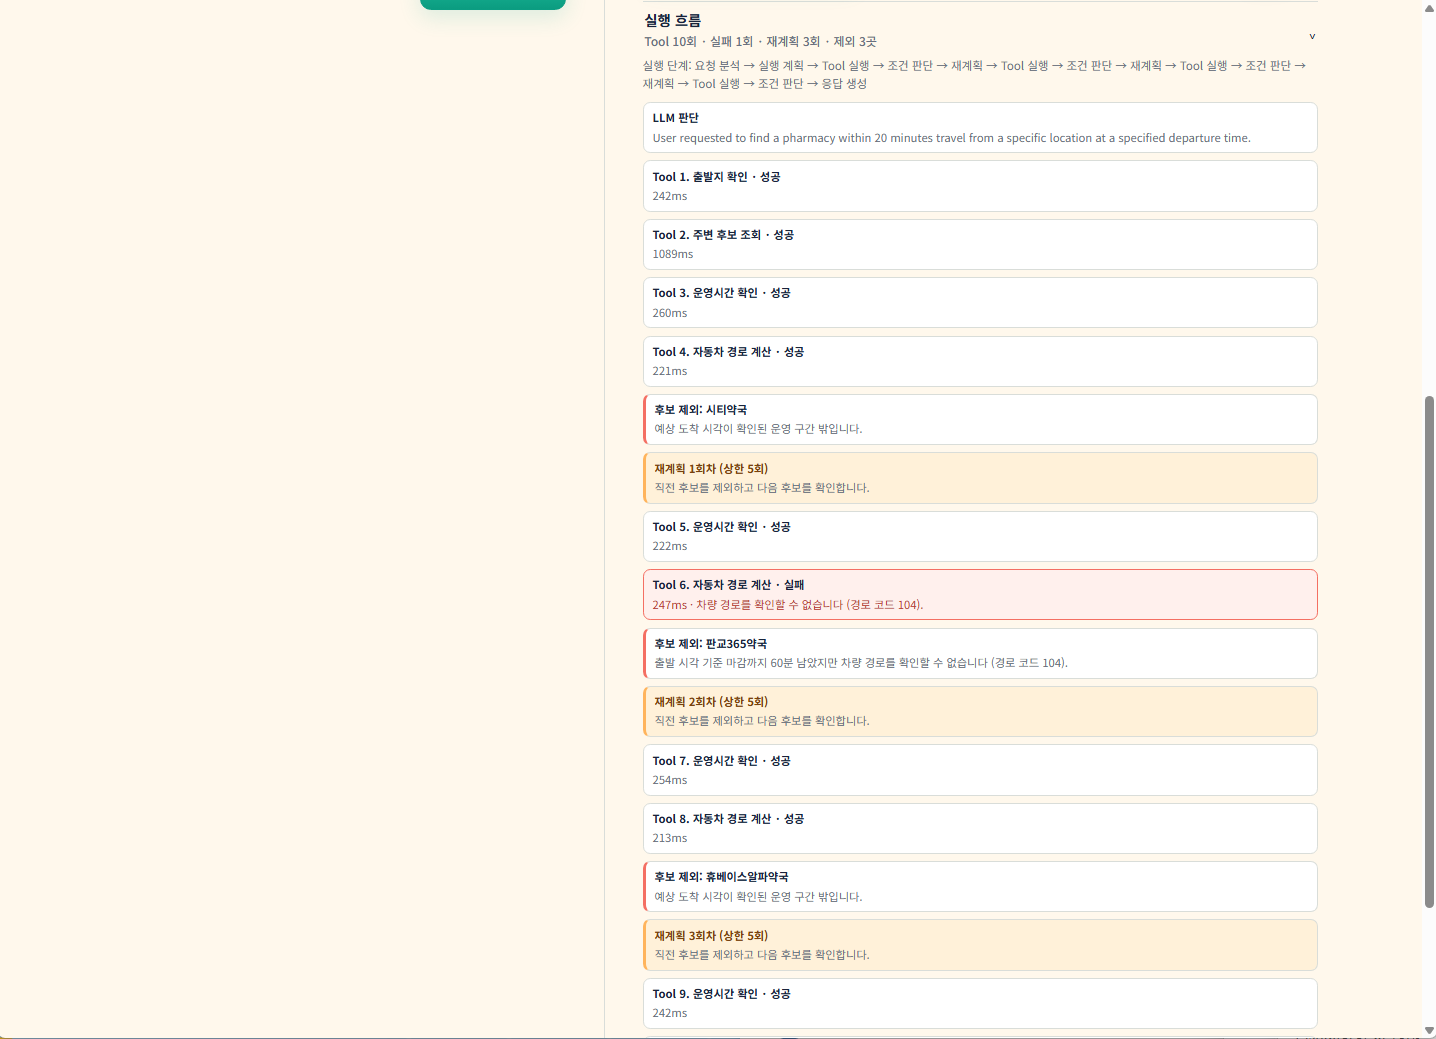 실행 흐름
Tool 10회 · 실패 1회 · 재계획 3회 · 제외 3곳
v
실행 단계: 요청 분석 → 실행 계획 → Tool 실행 → 조건 판단 → 재계획 → Tool 실행 → 조건 판단 → 재계획 → Tool 실행 → 조건 판단 →
재계획 → Tool 실행 → 조건 판단 → 응답 생성
LLM 판단
User requested to find a pharmacy within 20 minutes travel from a specific location at a specified departure time.
Tool 1. 출발지 확인 · 성공
242ms
Tool 2. 주변 후보 조회 · 성공
1089ms
Tool 3. 운영시간 확인 · 성공
260ms
Tool 4. 자동차 경로 계산 · 성공
221ms
후보 제외: 시티약국
예상 도착 시각이 확인된 운영 구간 밖입니다.
재계획 1회차 (상한 5회)
직전 후보를 제외하고 다음 후보를 확인합니다.
Tool 5. 운영시간 확인 · 성공
222ms
Tool 6. 자동차 경로 계산 · 실패
247ms · 차량 경로를 확인할 수 없습니다 (경로 코드 104).
후보 제외: 판교365약국
출발 시각 기준 마감까지 60분 남았지만 차량 경로를 확인할 수 없습니다 (경로 코드 104).
재계획 2회차 (상한 5회)
직전 후보를 제외하고 다음 후보를 확인합니다.
Tool 7. 운영시간 확인 · 성공
254ms
Tool 8. 자동차 경로 계산 · 성공
213ms
후보 제외: 휴베이스알파약국
예상 도착 시각이 확인된 운영 구간 밖입니다.
재계획 3회차 (상한 5회)
직전 후보를 제외하고 다음 후보를 확인합니다.
Tool 9. 운영시간 확인 · 성공
242ms